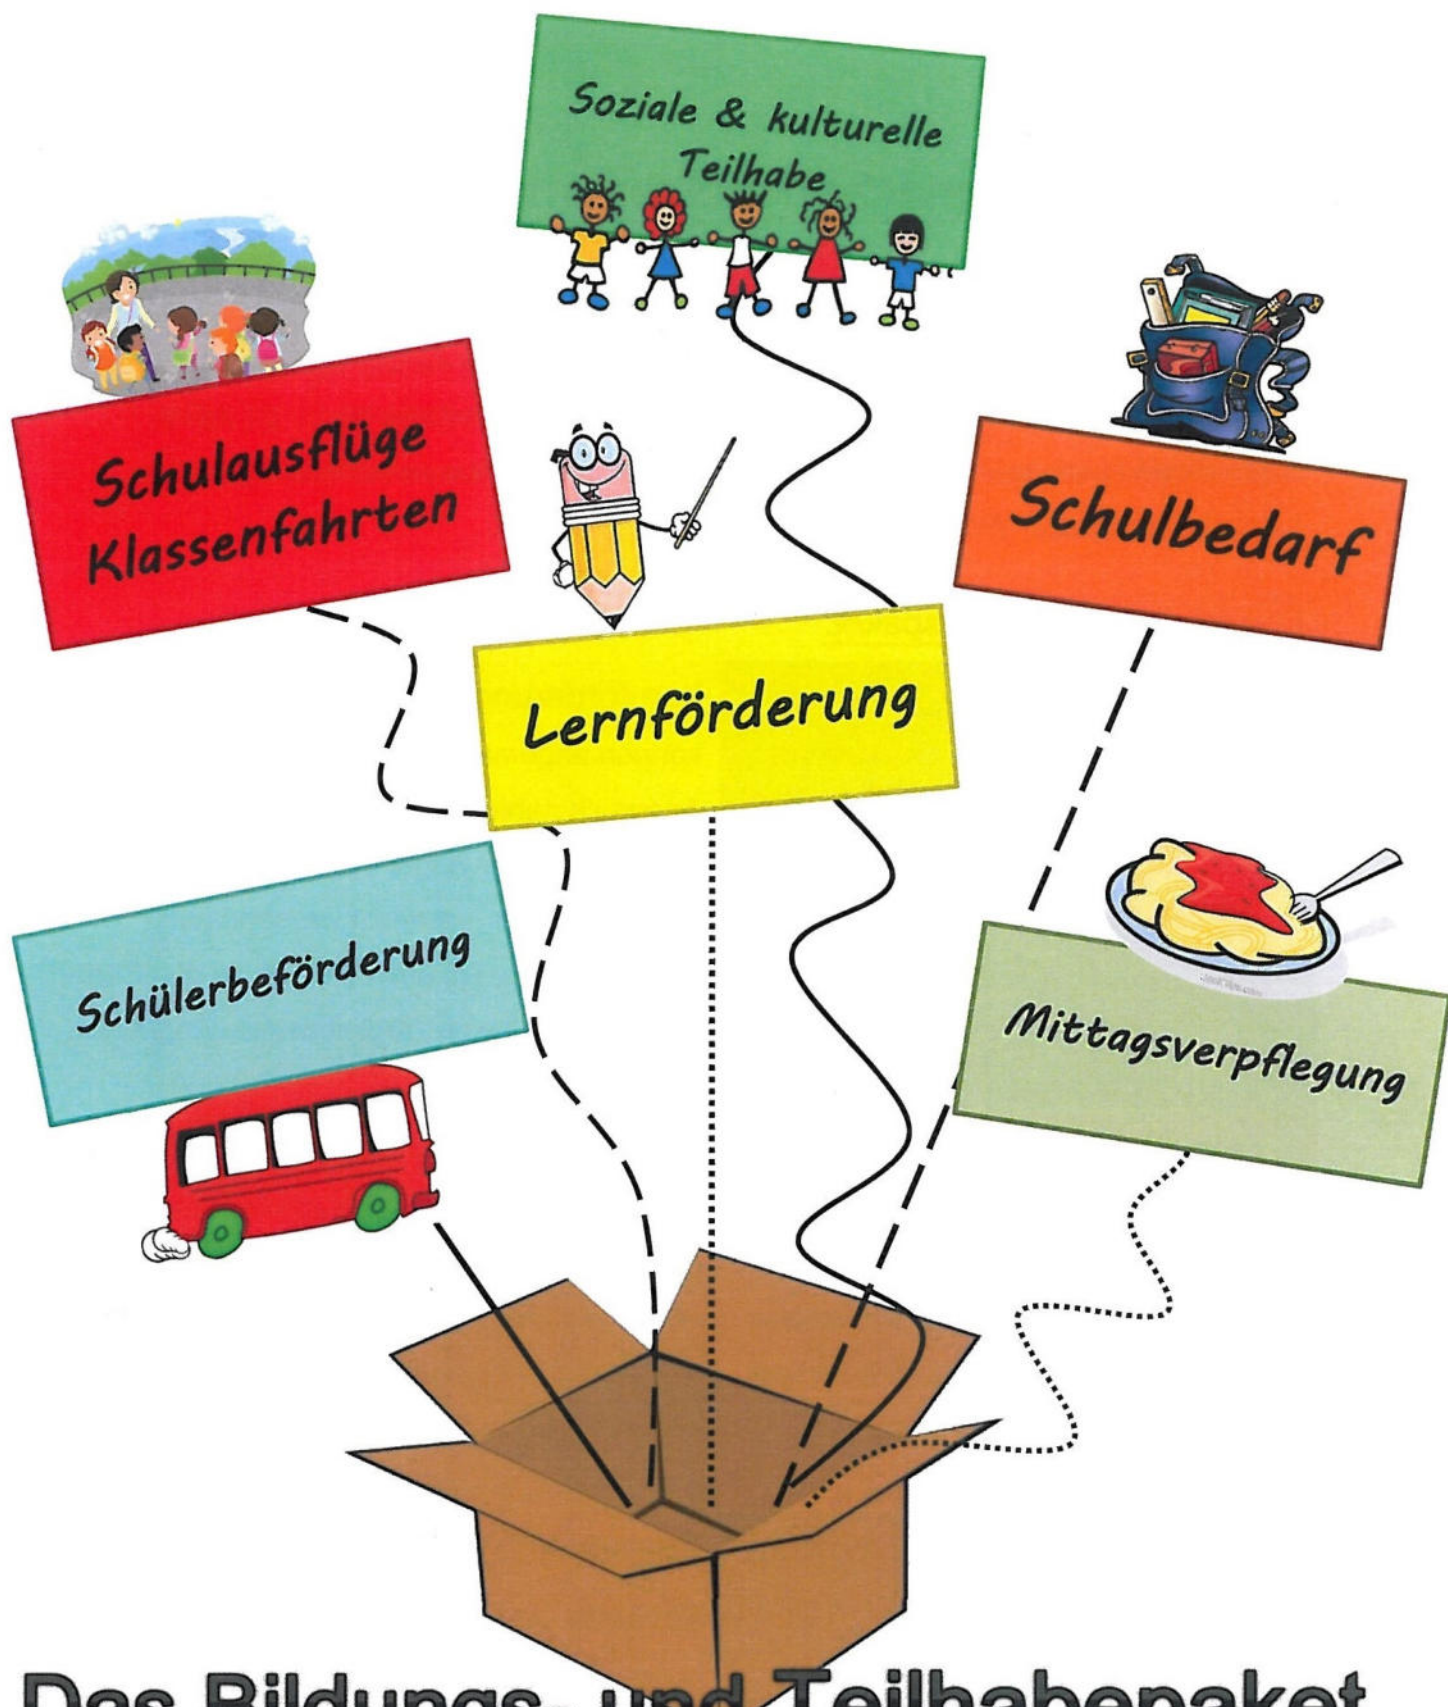 Soziale & kulturelle
Teilhabe
Schulausflüge
Klassenfahrten
Schulbedarf
Lernförderung
Schülerbeförderung
Mittagsverpflegung
Das Bildungs- und Teilhabepaket